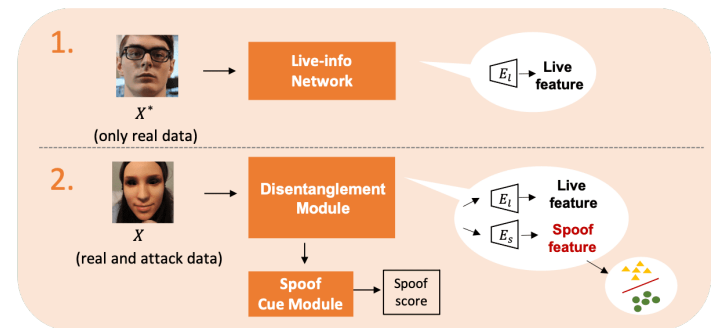 1.
Live-info
Network
E_l
Live
feature
X*
(only real data)
2.
Disentanglement
Module
E_l
Live
feature
E_s
Spoof
feature
X
(real and attack data)
Spoof
Cue Module
Spoof
score